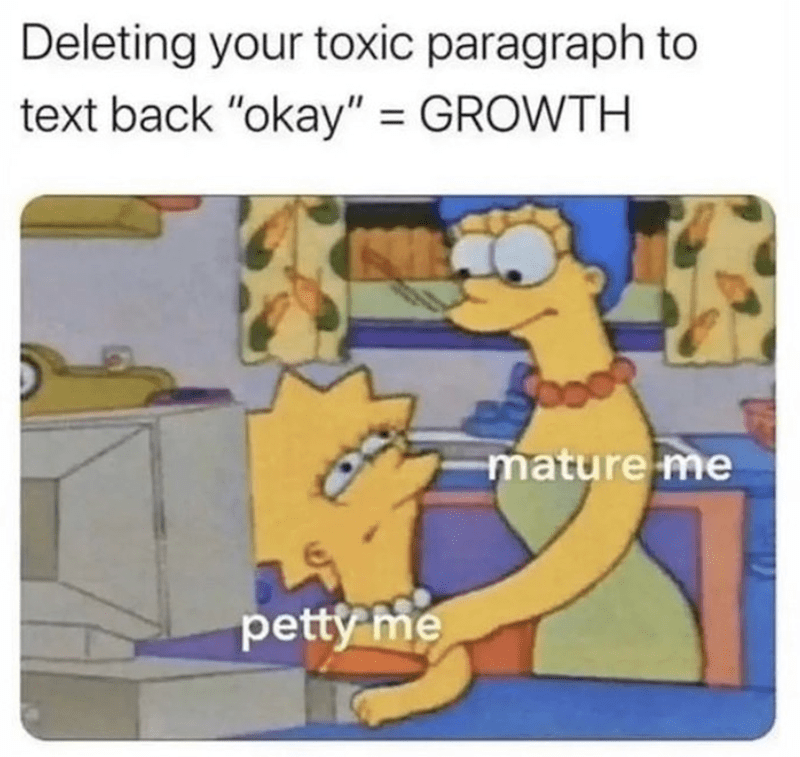 Deleting your toxic paragraph to
text back "okay" = GROWTH
mature me
petty me